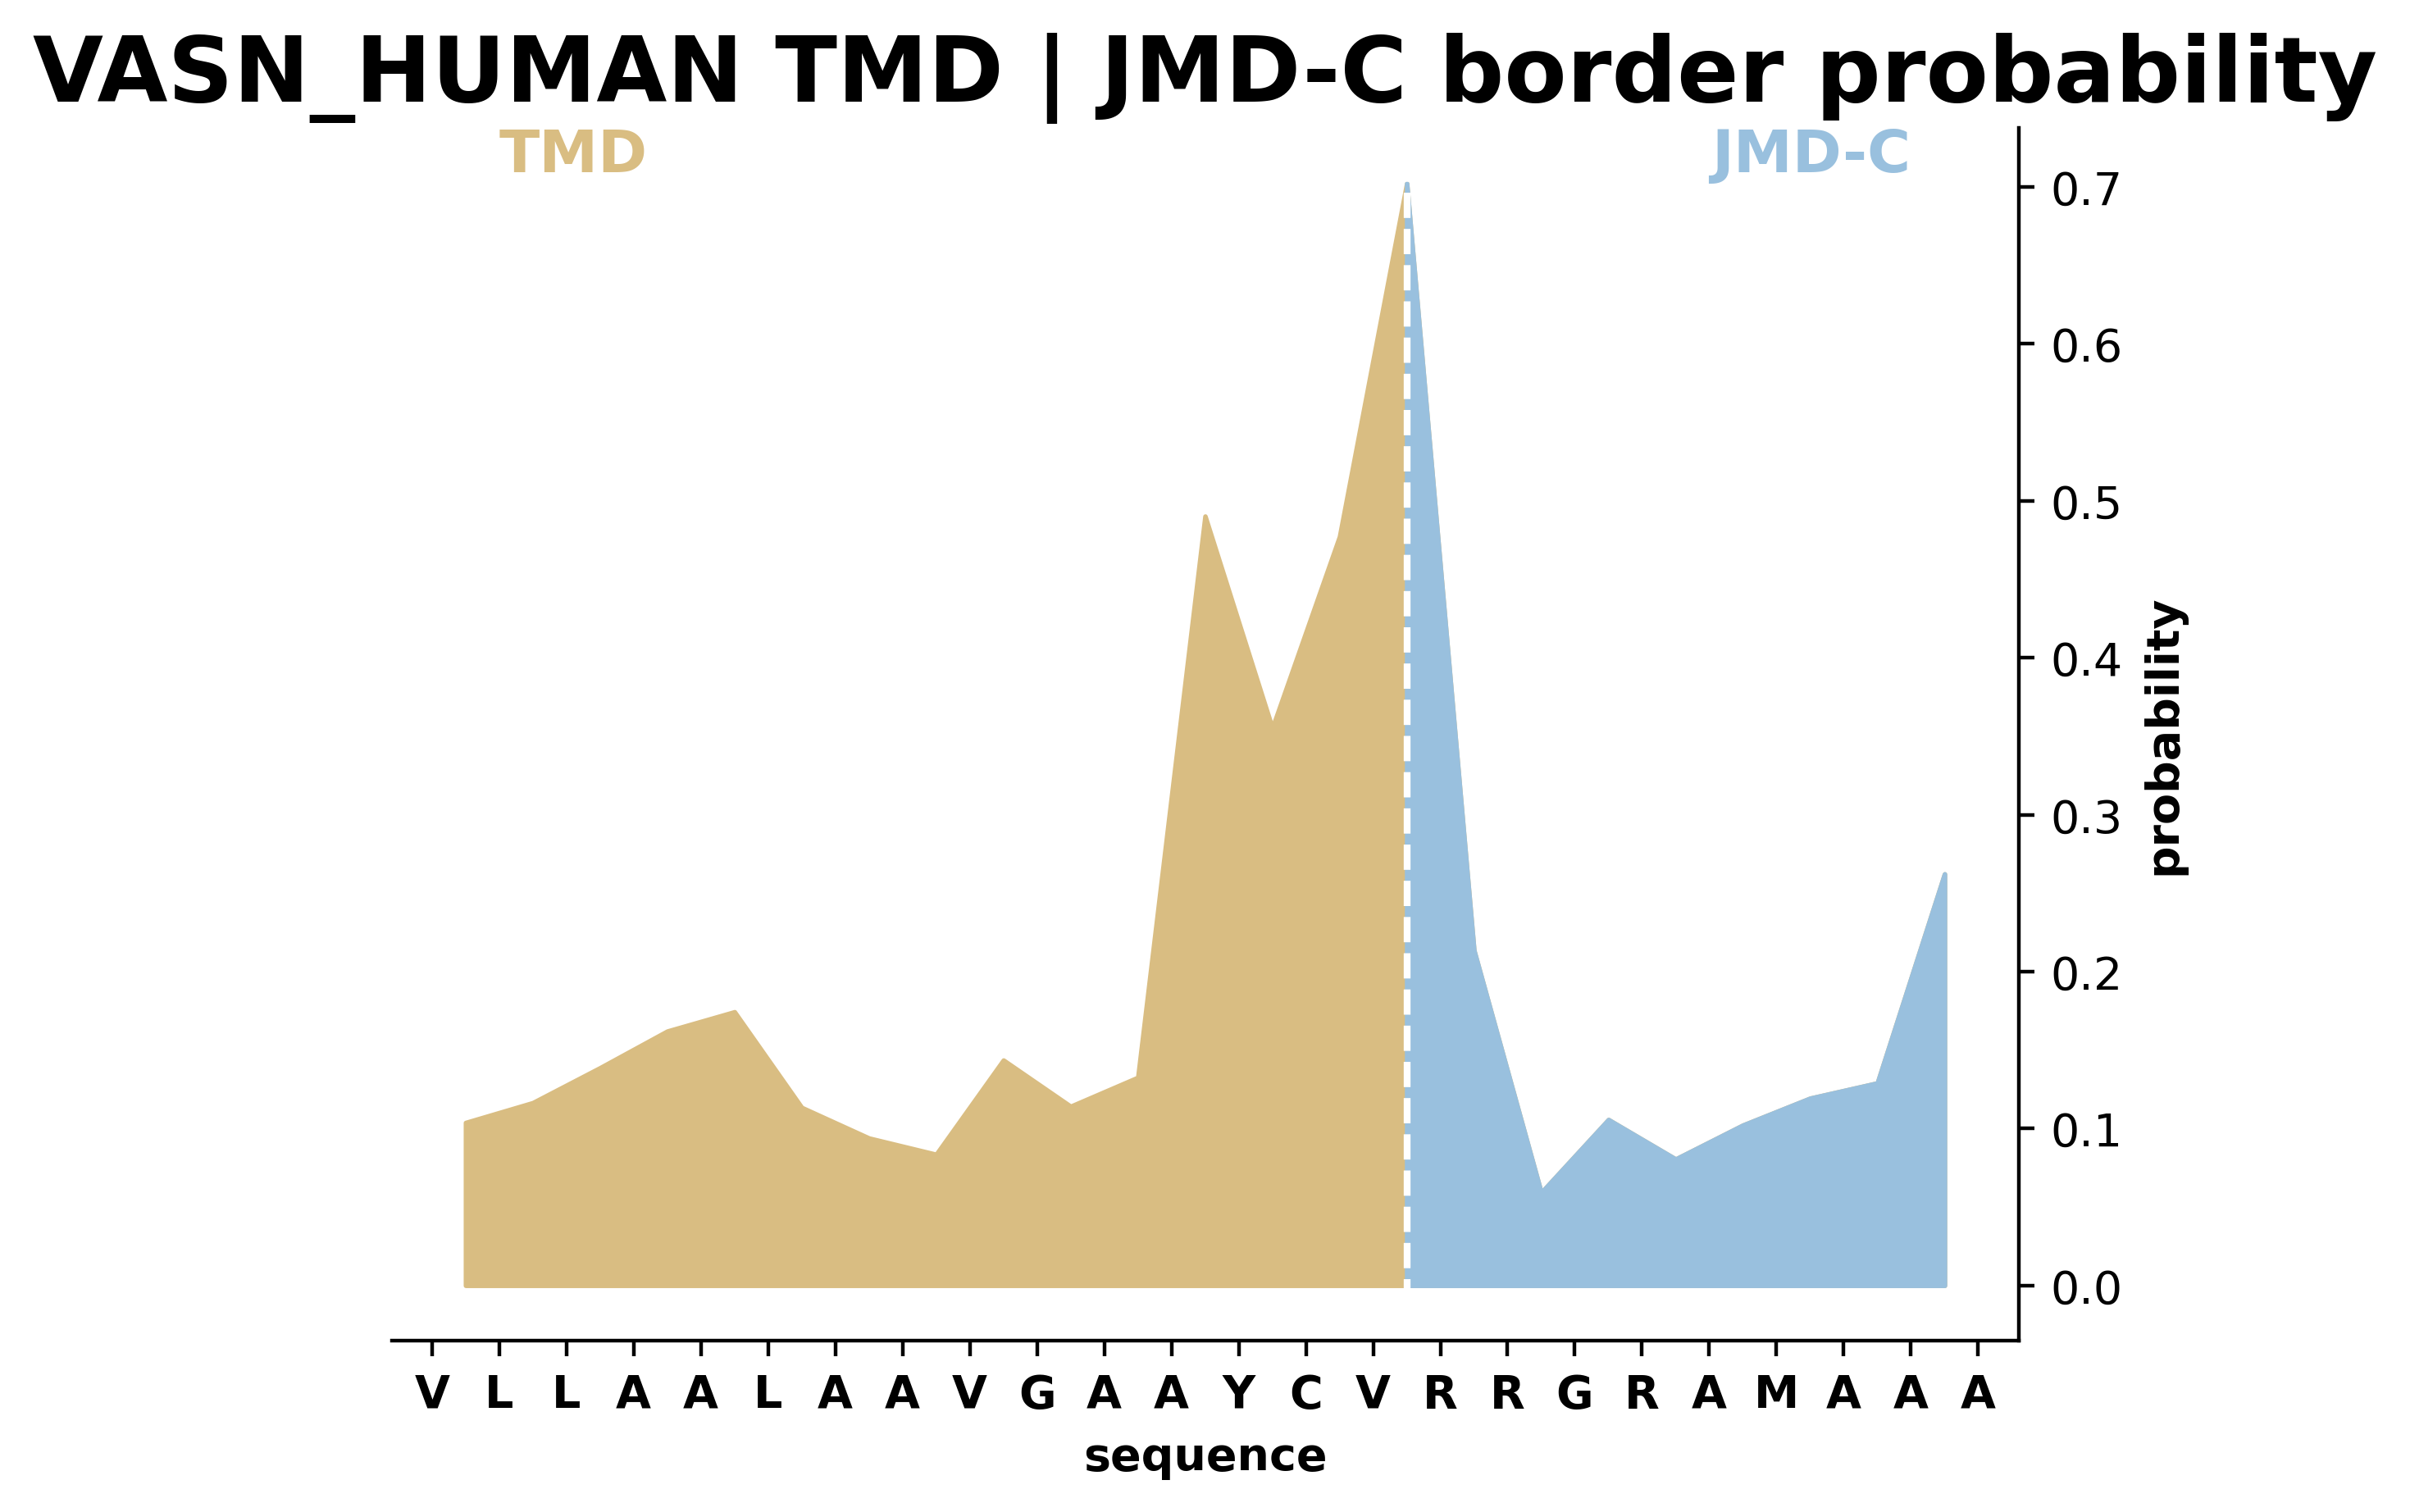 VASN_HUMAN TMD | JMD-C border probability
TMD JMD-C
0.7
0.6
0.5
0.4
0.3
0.2
0.1
0.0
probability
V L L A A L A A V G A A Y C V R R G R A M A A A
sequence